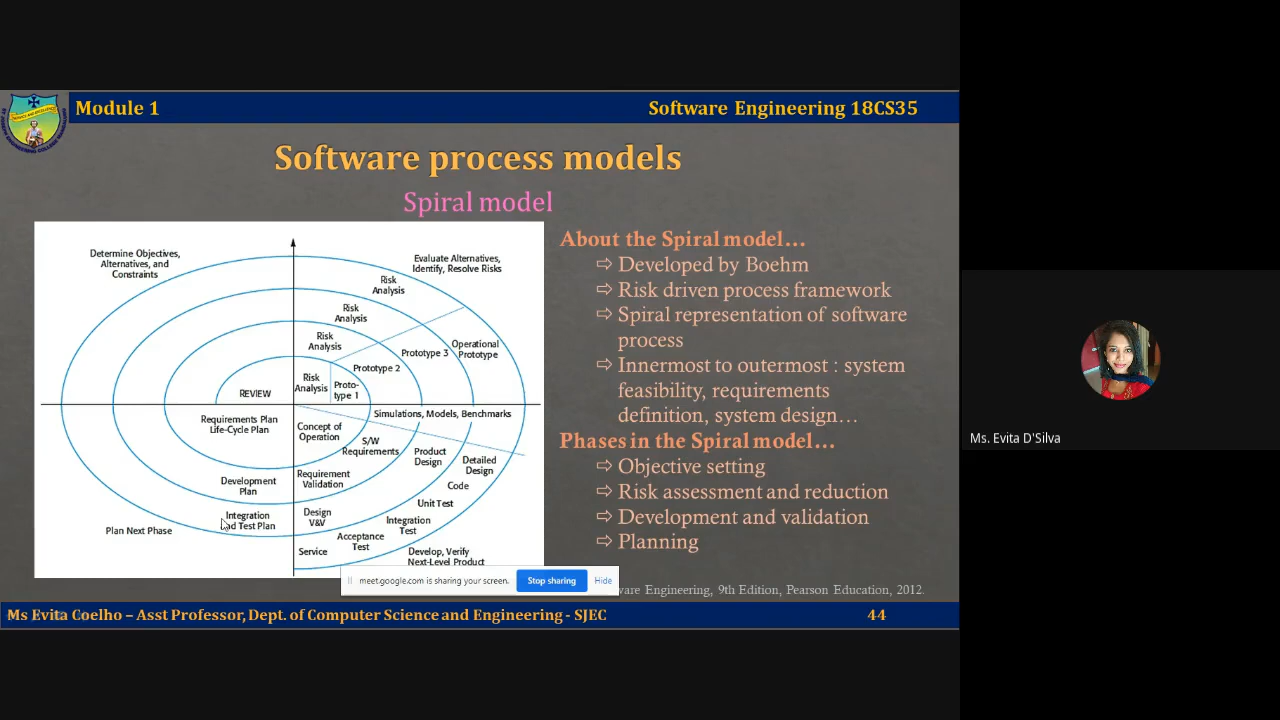 Module 1
Software Engineering 18CS35
Software process models
Spiral model
Determine Objectives,
Alternatives, and
Constraints
Evaluate Alternatives,
Identify, Resolve Risks
Risk
Analysis
Risk
Analysis
Risk
Analysis
Risk
Analysis
Proto-
type 1
Prototype 2
Prototype 3
Operational
Prototype
REVIEW
Requirements Plan
Life-Cycle Plan
Concept of
Operation
Simulations, Models, Benchmarks
S/W
Requirements
Product
Design
Detailed
Design
Requirement
Validation
Development
Plan
Code
Unit Test
Integration
and Test Plan
Design
V&V
Integration
Test
Plan Next Phase
Acceptance
Test
Service
Develop, Verify
Next-Level Product
About the Spiral model…
⇨ Developed by Boehm
⇨ Risk driven process framework
⇨ Spiral representation of software
process
⇨ Innermost to outermost : system
feasibility, requirements
definition, system design…
Phases in the Spiral model…
⇨ Objective setting
⇨ Risk assessment and reduction
⇨ Development and validation
⇨ Planning
meet.google.com is sharing your screen.
Stop sharing
Hide
Engineering, 9th Edition, Pearson Education, 2012.
Ms Evita Coelho – Asst Professor, Dept. of Computer Science and Engineering - SJEC
44
Ms. Evita D'Silva